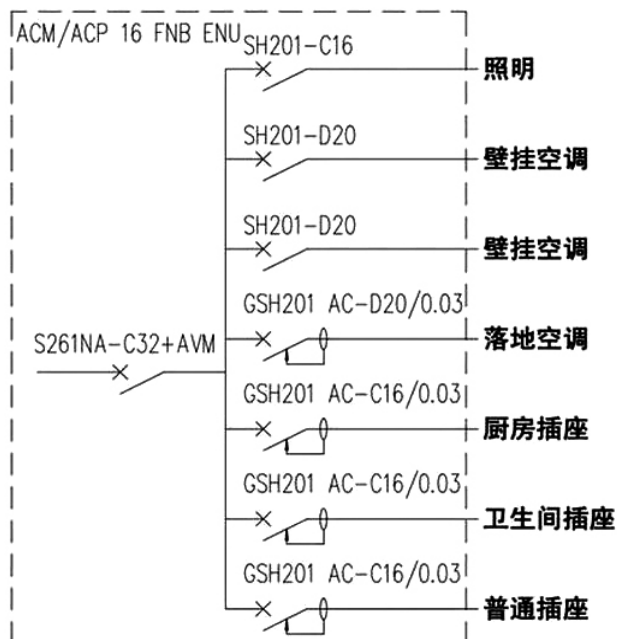 ACM/ACP 16 FNB ENU
SH201-C16
照明
SH201-D20
壁挂空调
SH201-D20
壁挂空调
GSH201 AC-D20/0.03
落地空调
S261NA-C32+AVM
GSH201 AC-C16/0.03
厨房插座
GSH201 AC-C16/0.03
卫生间插座
GSH201 AC-C16/0.03
普通插座